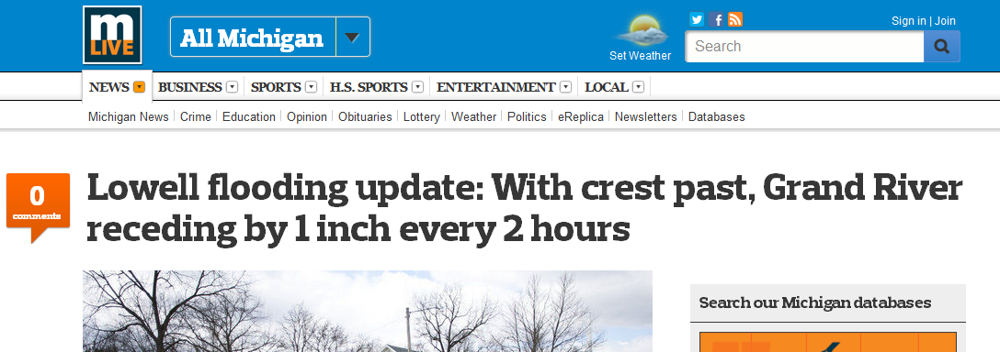 m
LIVE
All Michigan
Set Weather
Sign in | Join
Search
NEWS BUSINESS SPORTS H.S. SPORTS ENTERTAINMENT LOCAL
Michigan News | Crime | Education | Opinion | Obituaries | Lottery | Weather | Politics | eReplica | Newsletters | Databases
0
comments
Lowell flooding update: With crest past, Grand River
receding by 1 inch every 2 hours
Search our Michigan databases